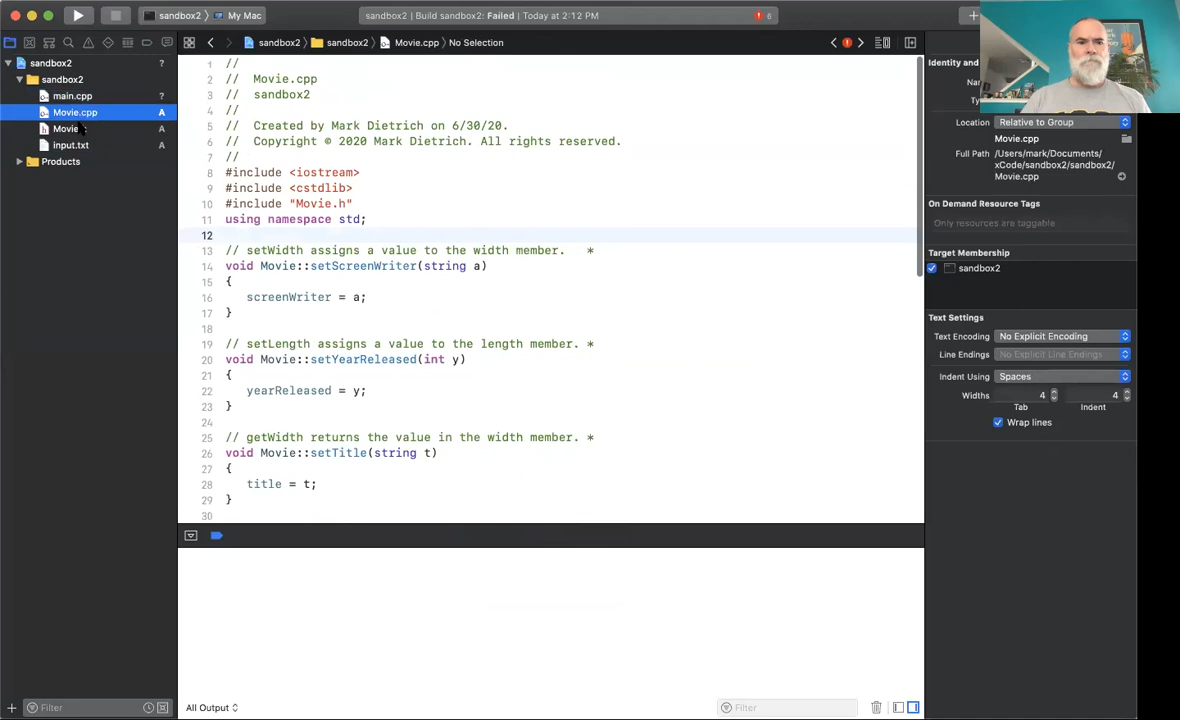 sandbox2 〉 My Mac
sandbox2 | Build sandbox2: Failed | Today at 2:12 PM
6
sandbox2 〉 sandbox2 〉 Movie.cpp 〉 No Selection
sandbox2 ?
sandbox2
main.cpp ?
Movie.cpp A
Movie A
input.txt A
Products
1 //
2 // Movie.cpp
3 // sandbox2
4 //
5 // Created by Mark Dietrich on 6/30/20.
6 // Copyright © 2020 Mark Dietrich. All rights reserved.
7 //
8 #include <iostream>
9 #include <cstdlib>
10 #include "Movie.h"
11 using namespace std;
12
13 // setWidth assigns a value to the width member. *
14 void Movie::setScreenWriter(string a)
15 {
16 screenWriter = a;
17 }
18
19 // setLength assigns a value to the length member. *
20 void Movie::setYearReleased(int y)
21 {
22 yearReleased = y;
23 }
24
25 // getWidth returns the value in the width member. *
26 void Movie::setTitle(string t)
27 {
28 title = t;
29 }
30
Identity and
Location Relative to Group
Movie.cpp
Full Path /Users/mark/Documents/
xCode/sandbox2/sandbox2/
Movie.cpp
On Demand Resource Tags
Only resources are taggable
Target Membership
sandbox2
Text Settings
Text Encoding No Explicit Encoding
Line Endings No Explicit Line Endings
Indent Using Spaces
Widths 4 4
Tab Indent
Wrap lines
Filter
All Output
Filter